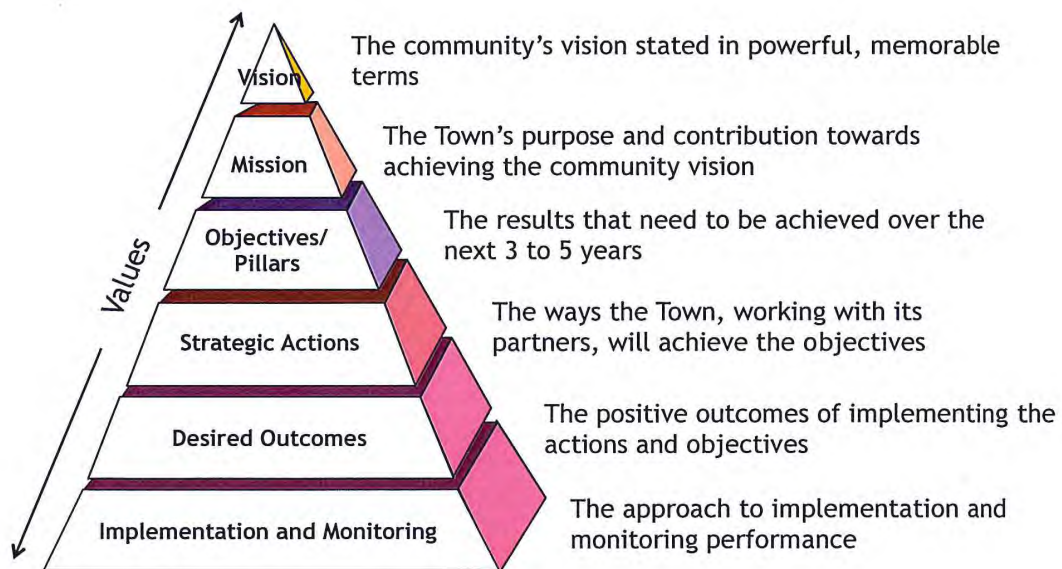 Vision
The community’s vision stated in powerful, memorable
terms
Mission
The Town’s purpose and contribution towards
achieving the community vision
Objectives/
Pillars
The results that need to be achieved over the
next 3 to 5 years
Values
Strategic Actions
The ways the Town, working with its
partners, will achieve the objectives
Desired Outcomes
The positive outcomes of implementing the
actions and objectives
Implementation and Monitoring
The approach to implementation and
monitoring performance